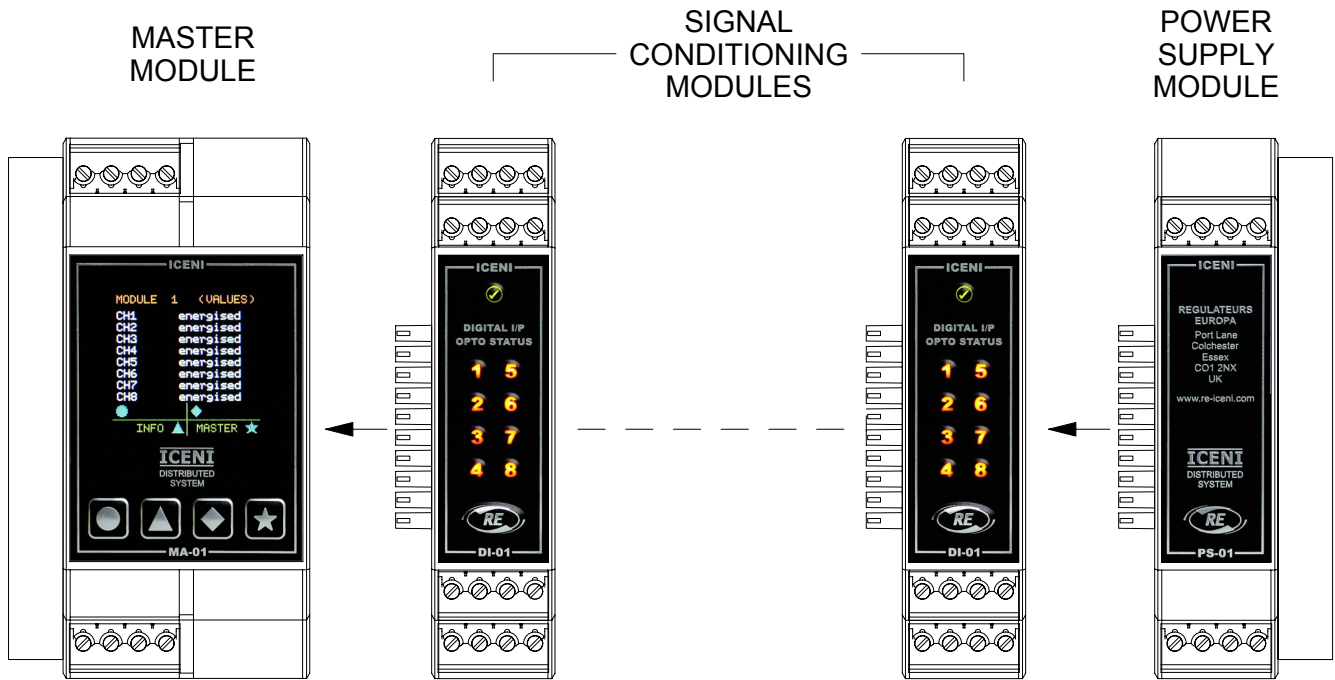 MASTER
MODULE
SIGNAL
CONDITIONING
MODULES
POWER
SUPPLY
MODULE
ICENI
MODULE 1 (VALUES)
CH1 energised
CH2 energised
CH3 energised
CH4 energised
CH5 energised
CH6 energised
CH7 energised
CH8 energised
INFO MASTER
ICENI
DISTRIBUTED
SYSTEM
MA-01
ICENI
DIGITAL I/P
OPTO STATUS
1 5
2 6
3 7
4 8
RE
DI-01
ICENI
DIGITAL I/P
OPTO STATUS
1 5
2 6
3 7
4 8
RE
DI-01
ICENI
REGULATEURS
EUROPA
Port Lane
Colchester
Essex
CO1 2NX
UK
www.re-iceni.com
ICENI
DISTRIBUTED
SYSTEM
RE
PS-01